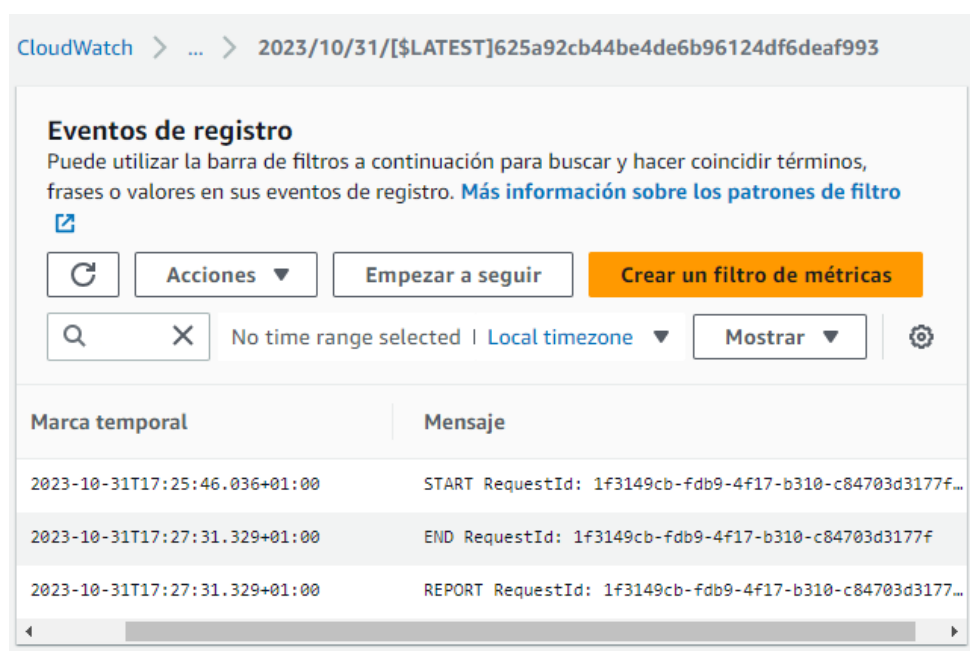 CloudWatch > ... > 2023/10/31/[$LATEST]625a92cb44be4de6b96124df6deaf993
Eventos de registro
Puede utilizar la barra de filtros a continuación para buscar y hacer coincidir términos,
frases o valores en sus eventos de registro. Más información sobre los patrones de filtro
Acciones ▼ Empezar a seguir Crear un filtro de métricas
No time range selected | Local timezone ▼ Mostrar ▼
Marca temporal Mensaje
2023-10-31T17:25:46.036+01:00 START RequestId: 1f3149cb-fdb9-4f17-b310-c84703d3177f…
2023-10-31T17:27:31.329+01:00 END RequestId: 1f3149cb-fdb9-4f17-b310-c84703d3177f
2023-10-31T17:27:31.329+01:00 REPORT RequestId: 1f3149cb-fdb9-4f17-b310-c84703d3177…